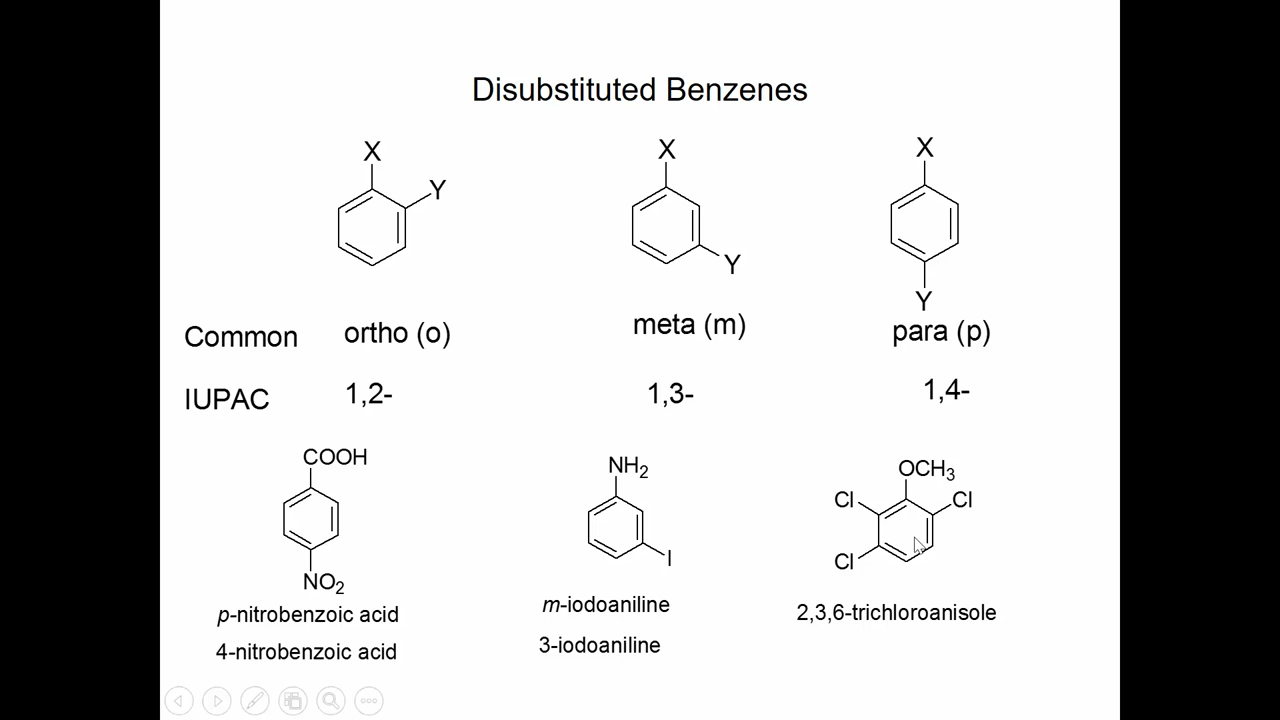 Disubstituted Benzenes
X
Y
X
Y
X
Y
Common
ortho (o)
meta (m)
para (p)
IUPAC
1,2-
1,3-
1,4-
COOH
NO2
p-nitrobenzoic acid
4-nitrobenzoic acid
NH2
I
m-iodoaniline
3-iodoaniline
OCH3
Cl
Cl
Cl
2,3,6-trichloroanisole